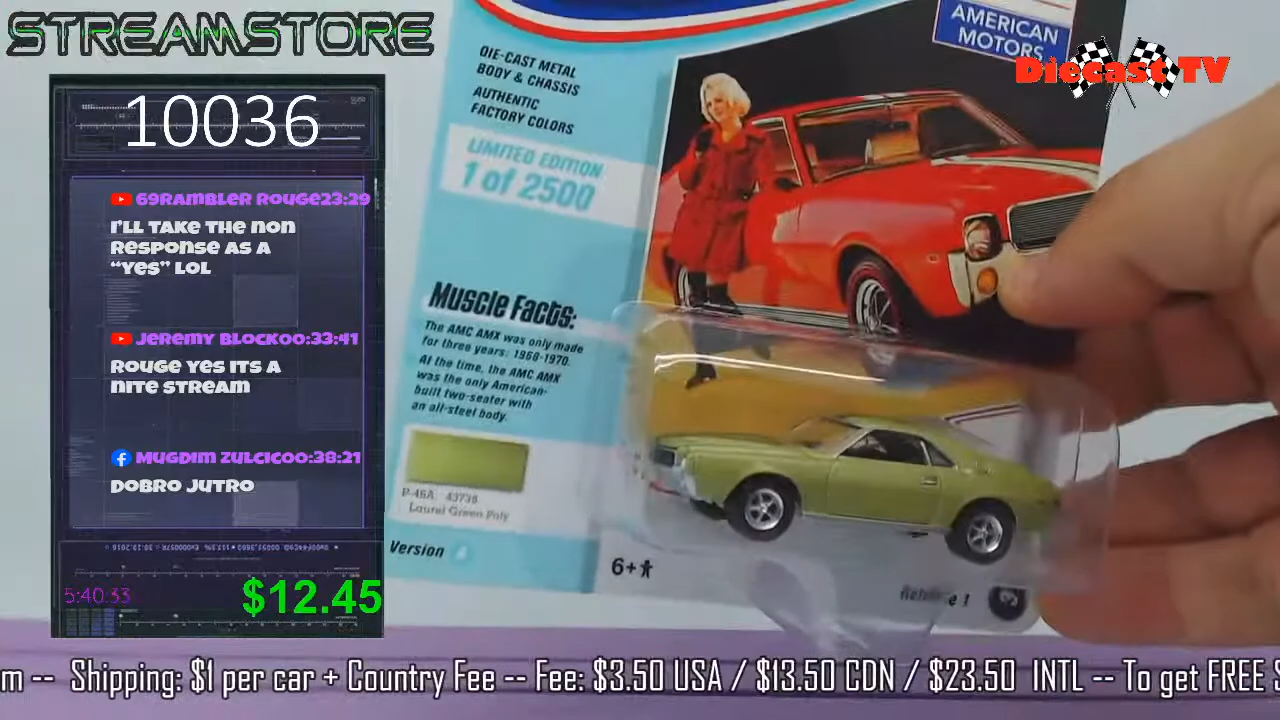 STREAMSTORE
10036
69Rambler Rouge23:29
I'll take the non
response as a
"Yes" LOL
Jeremy Block00:33:41
Rouge yes its a
nite stream
Mugdim Zulcic00:38:21
dobro jutro
5:40:33
$12.45
DIE-CAST METAL
BODY & CHASSIS
AUTHENTIC
FACTORY COLORS
LIMITED EDITION
1 of 2500
Muscle Facts:
The AMC AMX was only made
for three years: 1968-1970.
At the time, the AMC AMX
was the only American-
built two-seater with
an all-steel body.
P-46A 43738
Laurel Green Poly
Version A
6+
Release 1
AMERICAN
MOTORS
Diecast TV
m -- Shipping: $1 per car + Country Fee -- Fee: $3.50 USA / $13.50 CDN / $23.50 INTL -- To get FREE S